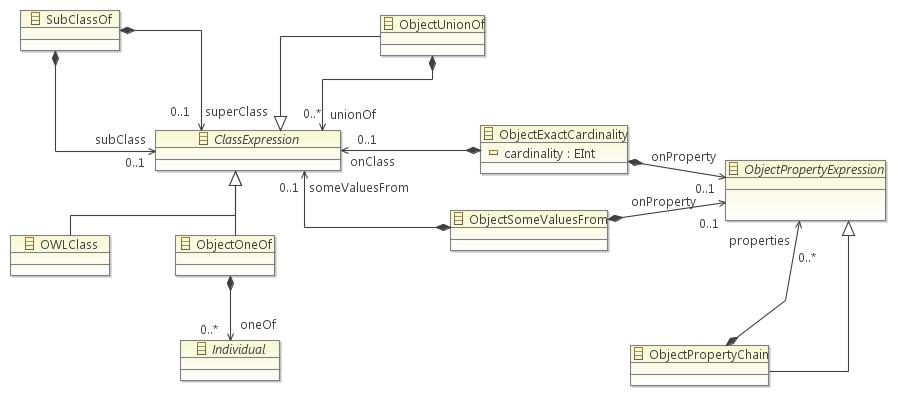 SubClassOf
ObjectUnionOf
0..1
superClass
0..*
unionOf
subClass
0..1
ClassExpression
0..1
onClass
ObjectExactCardinality
cardinality : EInt
onProperty
0..1
ObjectPropertyExpression
0..1
someValuesFrom
ObjectSomeValuesFrom
onProperty
0..1
OWLClass
ObjectOneOf
properties
0..*
0..*
oneOf
Individual
ObjectPropertyChain